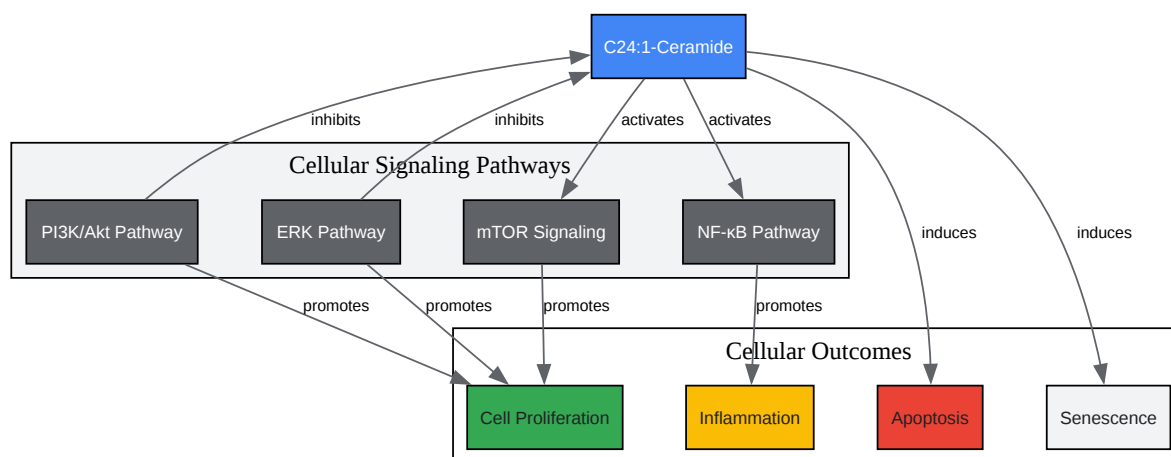 C24:1-Ceramide
inhibits
inhibits
activates
activates
Cellular Signaling Pathways
PI3K/Akt Pathway
ERK Pathway
mTOR Signaling
NF-κB Pathway
induces
induces
promotes
promotes
promotes
promotes
Cellular Outcomes
Cell Proliferation
Inflammation
Apoptosis
Senescence